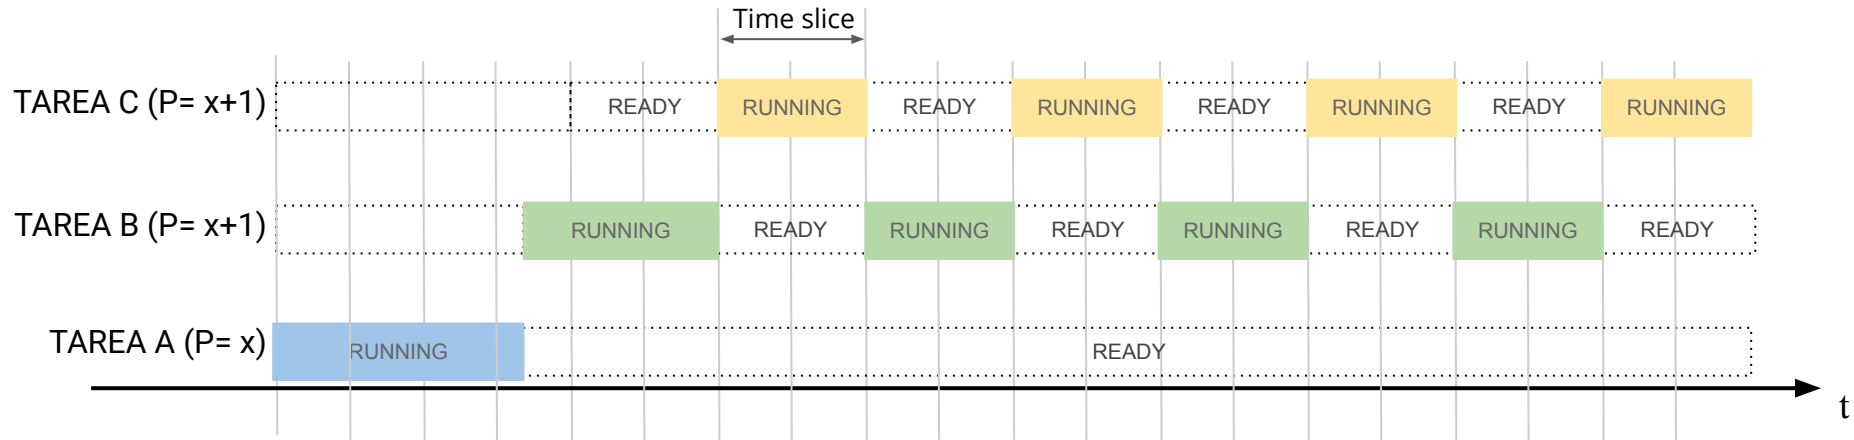 Time slice
TAREA C (P= x+1) READY RUNNING READY RUNNING READY RUNNING READY RUNNING
TAREA B (P= x+1) RUNNING READY RUNNING READY RUNNING READY RUNNING READY
TAREA A (P= x) RUNNING READY
t